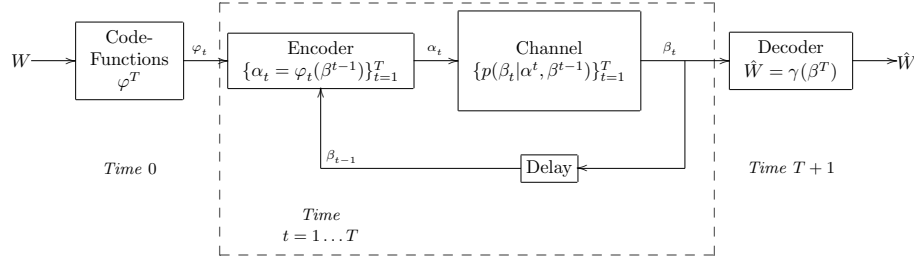 W
Code-
Functions
φ^T
φ_t
Encoder
{α_t = φ_t(β^{t−1})}_{t=1}^T
α_t
Channel
{p(β_t|α^t, β^{t−1})}_{t=1}^T
β_t
Decoder
Ŵ = γ(β^T)
Ŵ
β_{t−1}
Delay
Time 0
Time T + 1
Time
t = 1 … T